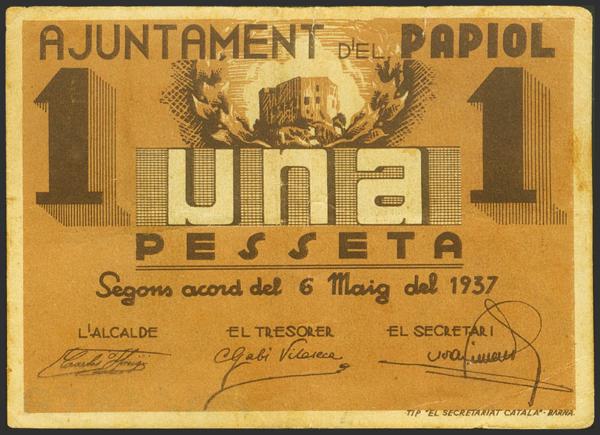 AJUNTAMENT D'EL PAPIOL
1 1
una
PESSETA
Segons acord del 6 Maig del 1937
L'ALCALDE EL TRESORER EL SECRETARI
TIP "EL SECRETARIAT CATALÀ"-BARNA.